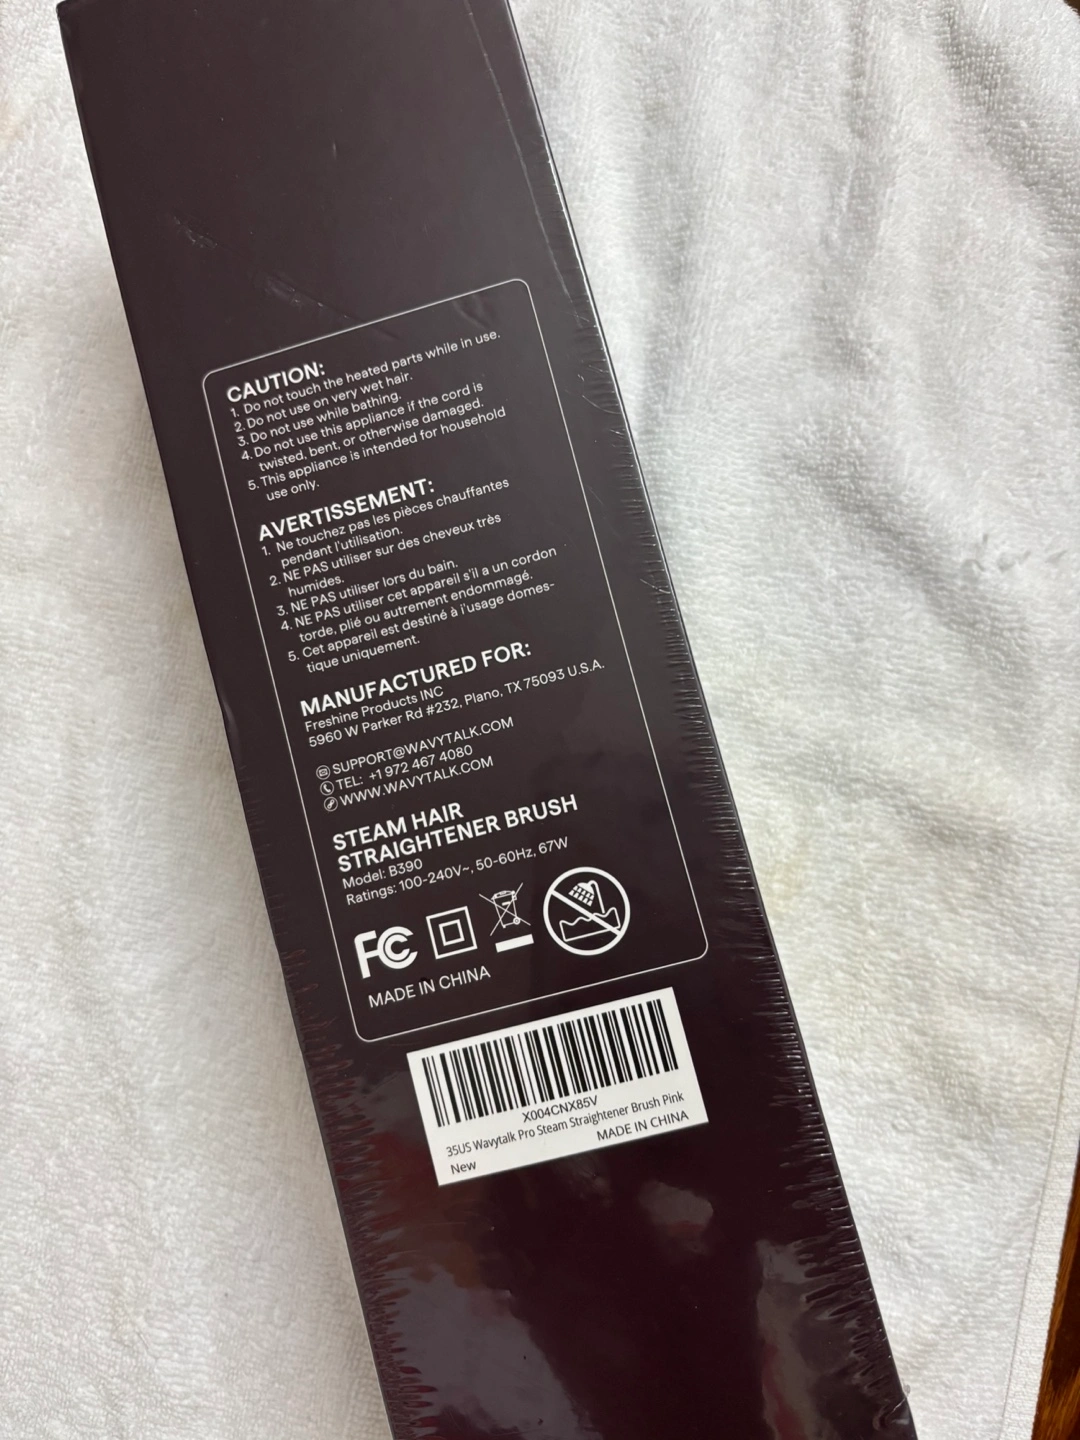 CAUTION:
1. Do not touch the heated parts while in use.
2. Do not use on very wet hair.
3. Do not use while bathing.
4. Do not use this appliance if the cord is
twisted, bent, or otherwise damaged.
5. This appliance is intended for household
use only.
AVERTISSEMENT:
1. Ne touchez pas les pièces chauffantes
pendant l'utilisation.
2. NE PAS utiliser sur des cheveux très
humides.
3. NE PAS utiliser lors du bain.
4. NE PAS utiliser cet appareil s'il a un cordon
torde, plié ou autrement endommagé.
5. Cet appareil est destiné à l'usage domes-
tique uniquement.
MANUFACTURED FOR:
Freshine Products INC
5960 W Parker Rd #232, Plano, TX 75093 U.S.A.
SUPPORT@WAVYTALK.COM
TEL: +1 972 467 4080
WWW.WAVYTALK.COM
STEAM HAIR
STRAIGHTENER BRUSH
Model: B390
Ratings: 100-240V~, 50-60Hz, 67W
FC
MADE IN CHINA
X004CNX85V
35US Wavytalk Pro Steam Straightener Brush Pink
New MADE IN CHINA